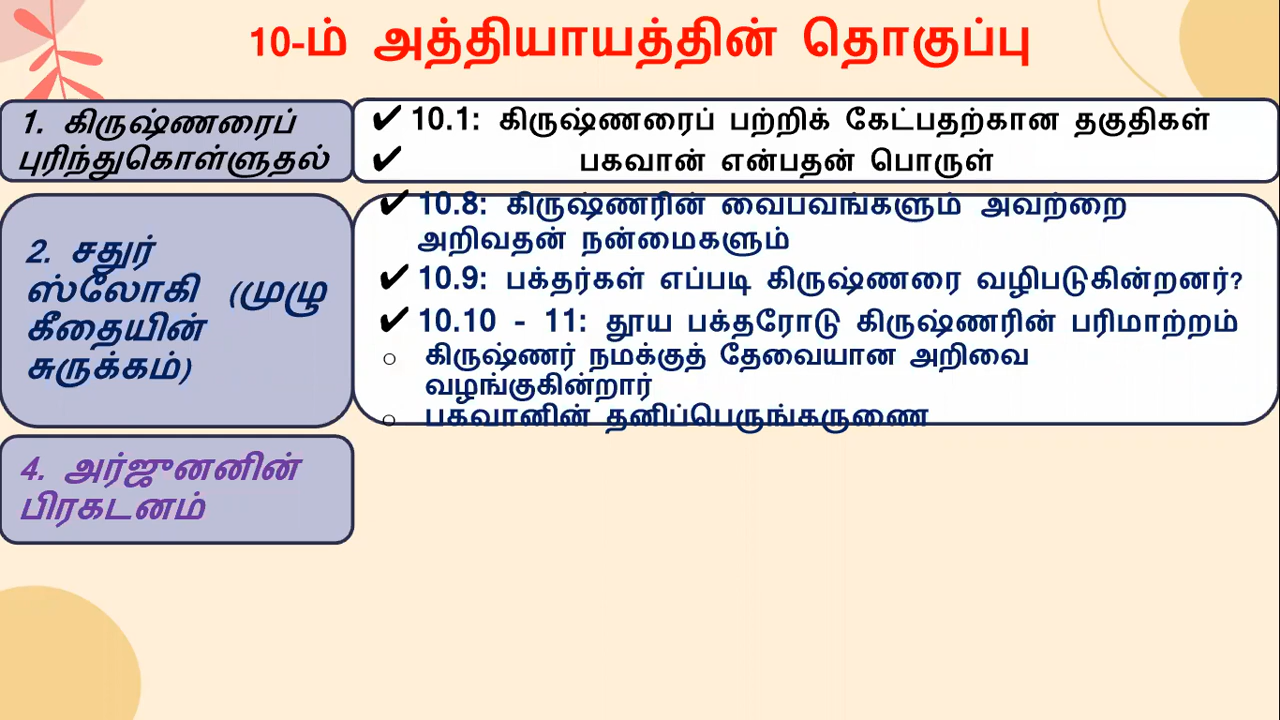 10-ம் அத்தியாயத்தின் தொகுப்பு
1. கிருஷ்ணரைப்
புரிந்துகொள்ளுதல்
✔ 10.1: கிருஷ்ணரைப் பற்றிக் கேட்பதற்கான தகுதிகள்
✔ பகவான் என்பதன் பொருள்
2. சதுர்
ஸ்லோகி (முழு
கீதையின்
சுருக்கம்)
✔ 10.8: கிருஷ்ணரின் வைபவங்களும் அவற்றை
அறிவதன் நன்மைகளும்
✔ 10.9: பக்தர்கள் எப்படி கிருஷ்ணரை வழிபடுகின்றனர்?
✔ 10.10 - 11: தூய பக்தரோடு கிருஷ்ணரின் பரிமாற்றம்
o கிருஷ்ணர் நமக்குத் தேவையான அறிவை
வழங்குகின்றார்
o பகவானின் தனிப்பெருங்கருணை
4. அர்ஜுனனின்
பிரகடனம்